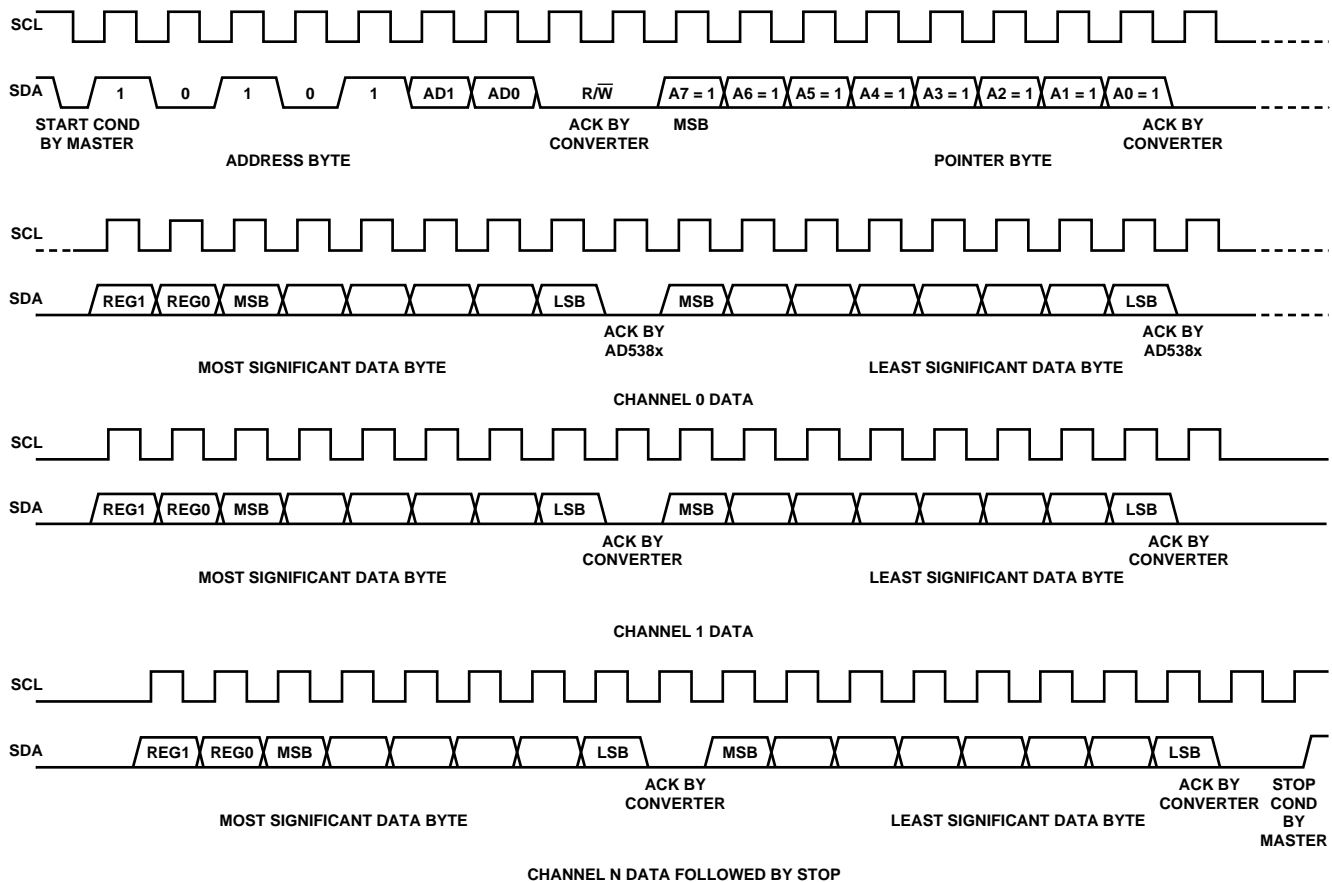 SCL
SDA 1 0 1 0 1 AD1 AD0 R/W̅ A7 = 1 A6 = 1 A5 = 1 A4 = 1 A3 = 1 A2 = 1 A1 = 1 A0 = 1
START COND BY MASTER
ACK BY CONVERTER
MSB
ACK BY CONVERTER
ADDRESS BYTE
POINTER BYTE
SCL
SDA REG1 REG0 MSB LSB MSB LSB
ACK BY AD538x
ACK BY AD538x
MOST SIGNIFICANT DATA BYTE
LEAST SIGNIFICANT DATA BYTE
CHANNEL 0 DATA
SCL
SDA REG1 REG0 MSB LSB MSB LSB
ACK BY CONVERTER
ACK BY CONVERTER
MOST SIGNIFICANT DATA BYTE
LEAST SIGNIFICANT DATA BYTE
CHANNEL 1 DATA
SCL
SDA REG1 REG0 MSB LSB MSB LSB
ACK BY CONVERTER
ACK BY CONVERTER
STOP COND BY MASTER
MOST SIGNIFICANT DATA BYTE
LEAST SIGNIFICANT DATA BYTE
CHANNEL N DATA FOLLOWED BY STOP